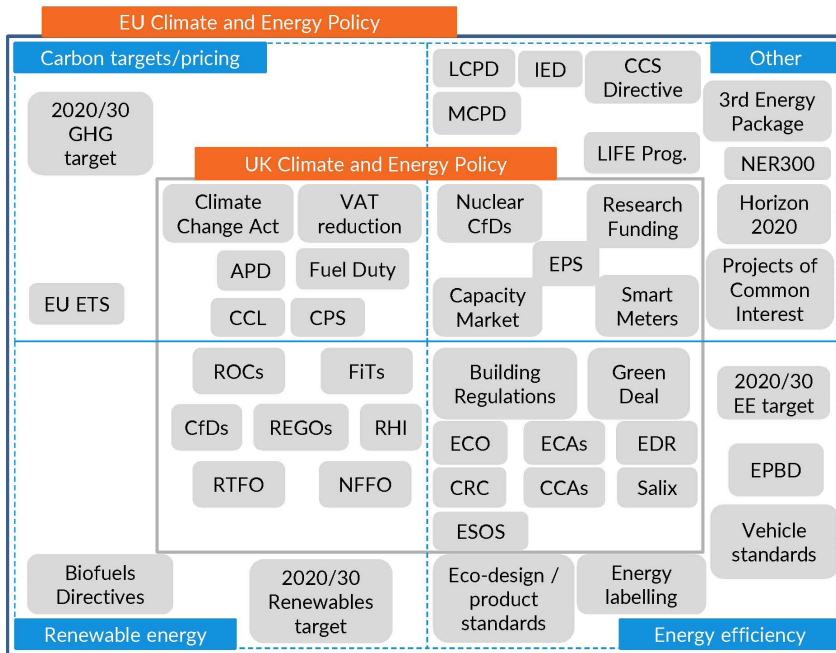 EU Climate and Energy Policy
Carbon targets/pricing
Other
2020/30
GHG
target
EU ETS
LCPD
IED
CCS
Directive
MCPD
LIFE Prog.
3rd Energy
Package
NER300
Horizon
2020
Projects of
Common
Interest
UK Climate and Energy Policy
Climate
Change Act
VAT
reduction
APD
Fuel Duty
CCL
CPS
Nuclear
CfDs
Research
Funding
EPS
Capacity
Market
Smart
Meters
ROCs
FiTs
CfDs
REGOs
RHI
RTFO
NFFO
Building
Regulations
Green
Deal
ECO
ECAs
EDR
CRC
CCAs
Salix
ESOS
2020/30
EE target
EPBD
Vehicle
standards
Biofuels
Directives
2020/30
Renewables
target
Eco-design /
product
standards
Energy
labelling
Renewable energy
Energy efficiency